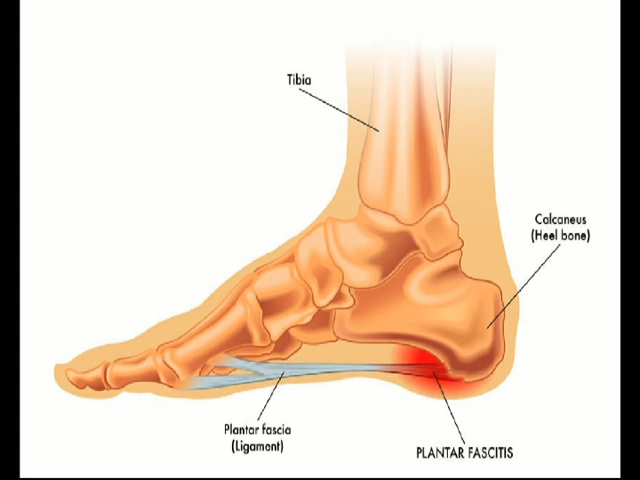 Tibia
Calcaneus
(Heel bone)
Plantar fascia
(Ligament)
PLANTAR FASCITIS